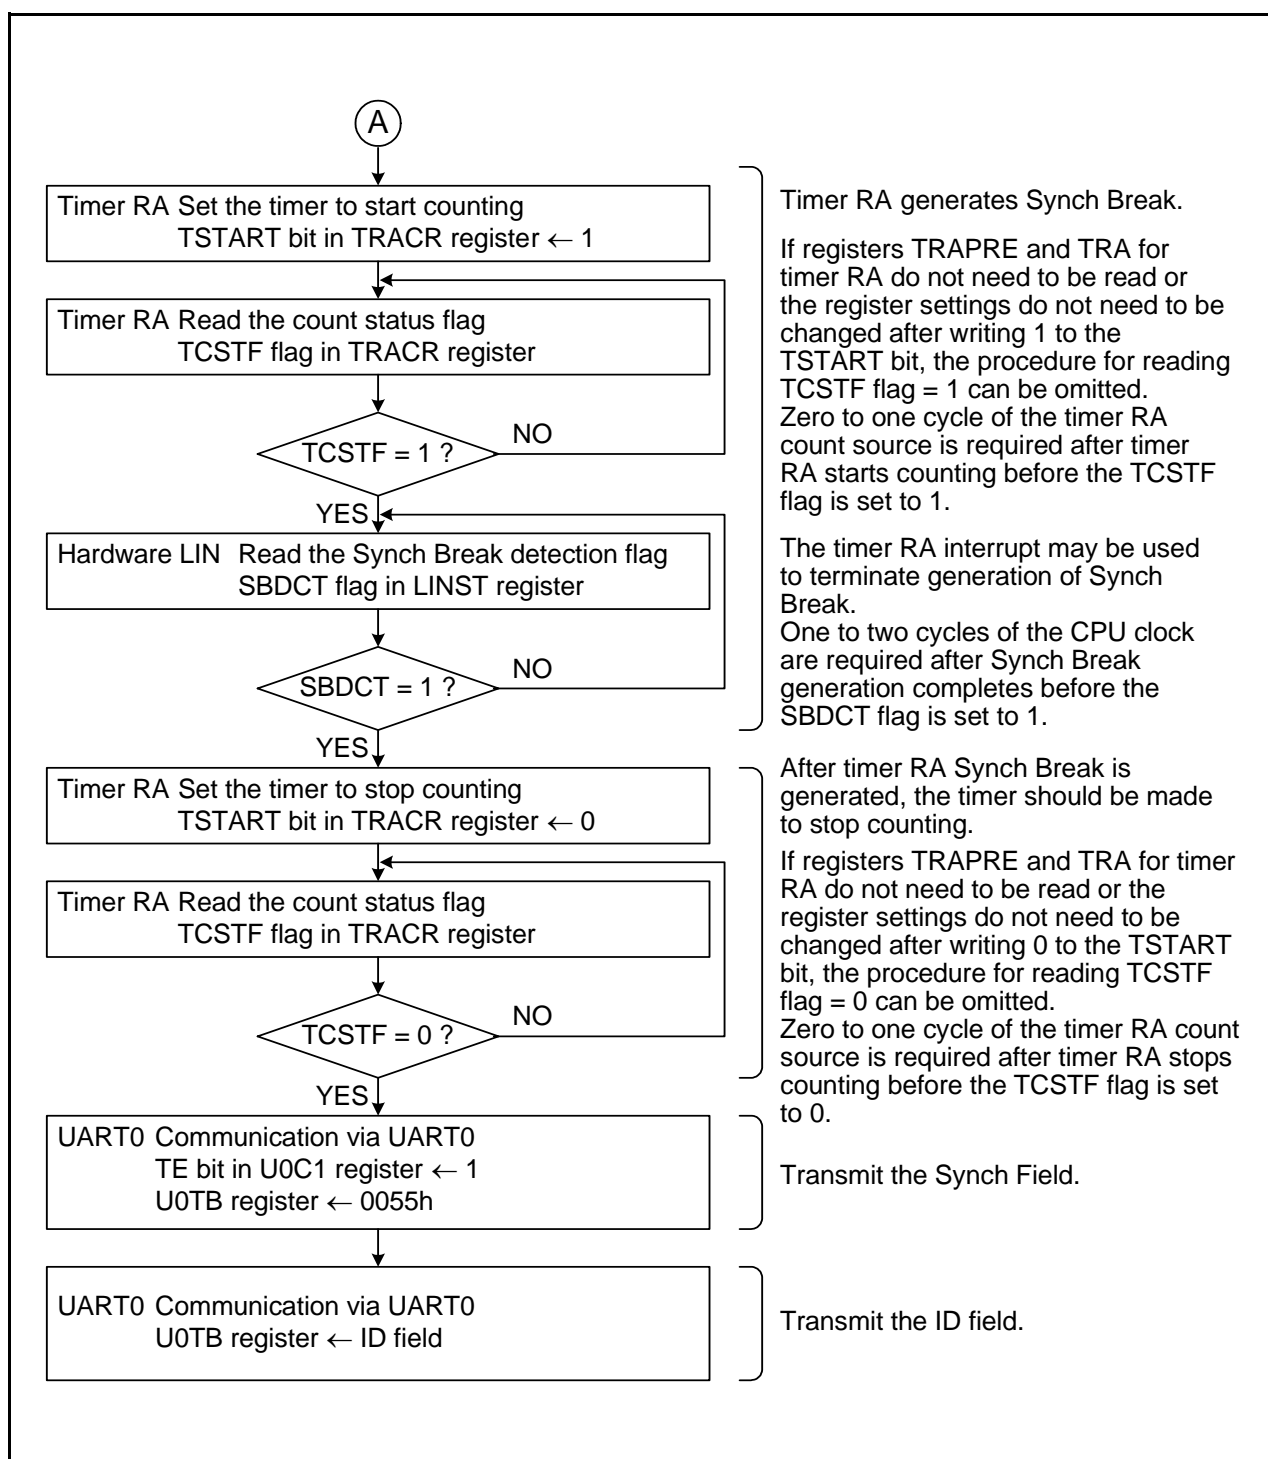 A
Timer RA Set the timer to start counting
TSTART bit in TRACR register ← 1
Timer RA Read the count status flag
TCSTF flag in TRACR register
TCSTF = 1 ?
NO
YES
Hardware LIN Read the Synch Break detection flag
SBDCT flag in LINST register
SBDCT = 1 ?
NO
YES
Timer RA Set the timer to stop counting
TSTART bit in TRACR register ← 0
Timer RA Read the count status flag
TCSTF flag in TRACR register
TCSTF = 0 ?
NO
YES
UART0 Communication via UART0
TE bit in U0C1 register ← 1
U0TB register ← 0055h
UART0 Communication via UART0
U0TB register ← ID field
Timer RA generates Synch Break.
If registers TRAPRE and TRA for
timer RA do not need to be read or
the register settings do not need to be
changed after writing 1 to the
TSTART bit, the procedure for reading
TCSTF flag = 1 can be omitted.
Zero to one cycle of the timer RA
count source is required after timer
RA starts counting before the TCSTF
flag is set to 1.
The timer RA interrupt may be used
to terminate generation of Synch
Break.
One to two cycles of the CPU clock
are required after Synch Break
generation completes before the
SBDCT flag is set to 1.
After timer RA Synch Break is
generated, the timer should be made
to stop counting.
If registers TRAPRE and TRA for timer
RA do not need to be read or the
register settings do not need to be
changed after writing 0 to the TSTART
bit, the procedure for reading TCSTF
flag = 0 can be omitted.
Zero to one cycle of the timer RA count
source is required after timer RA stops
counting before the TCSTF flag is set
to 0.
Transmit the Synch Field.
Transmit the ID field.